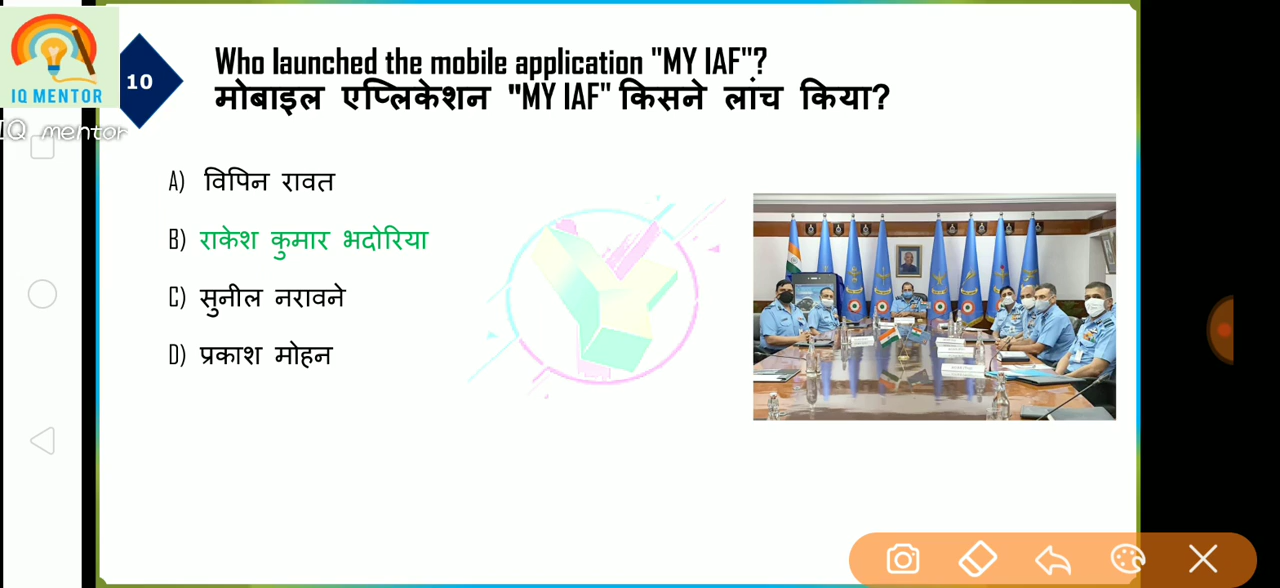 IQ MENTOR
IQ mentor
10
Who launched the mobile application "MY IAF"?
मोबाइल एप्लिकेशन "MY IAF" किसने लांच किया?
A) विपिन रावत
B) राकेश कुमार भदोरिया
C) सुनील नरावने
D) प्रकाश मोहन